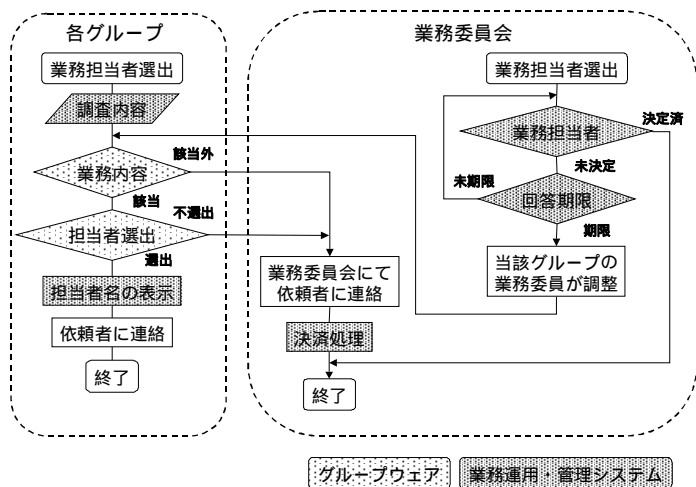 各グループ
業務担当者選出
調査内容
該当外
業務内容
該当
不選出
担当者選出
選出
担当者名の表示
依頼者に連絡
終了
業務委員会
業務担当者選出
決定済
業務担当者
未決定
未期限
回答期限
期限
当該グループの
業務委員が調整
業務委員会にて
依頼者に連絡
決済処理
終了
グループウェア
業務運用・管理システム